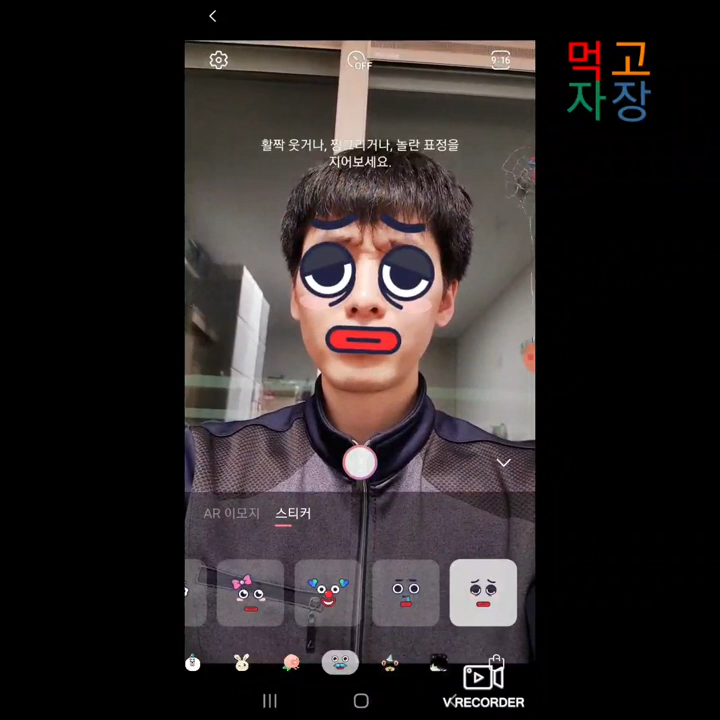 먹고
자장
OFF
9:16
활짝 웃거나, 찡그리거나, 놀란 표정을
지어보세요.
AR 이모지 스티커
VRECORDER